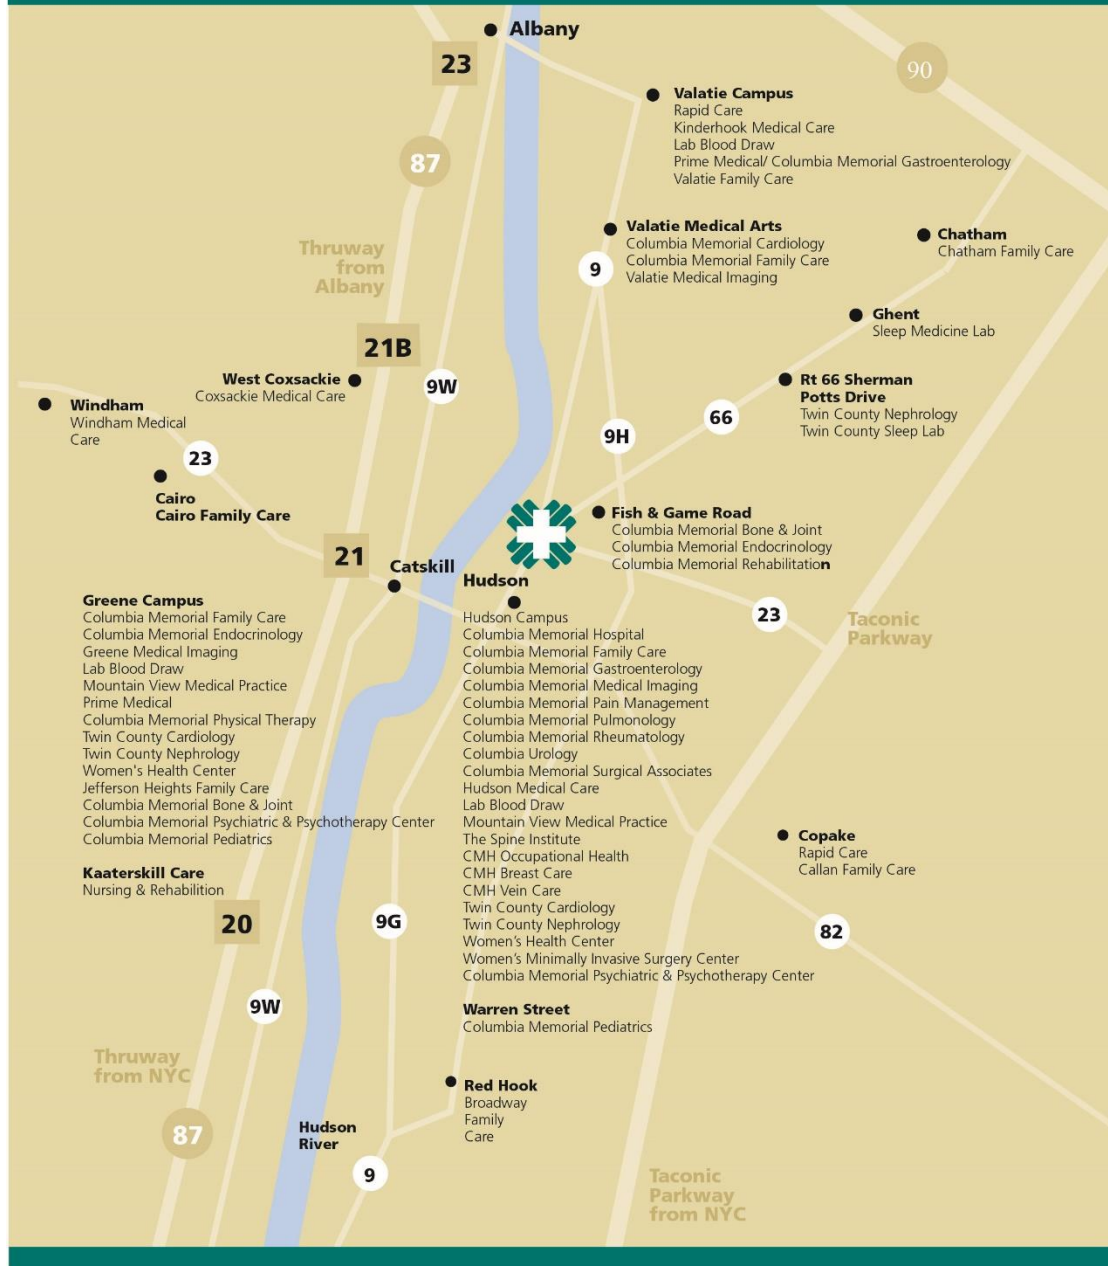 Albany
23
90
Valatie Campus
Rapid Care
Kinderhook Medical Care
Lab Blood Draw
Prime Medical/ Columbia Memorial Gastroenterology
Valatie Family Care
87
Thruway
from
Albany
Valatie Medical Arts
Columbia Memorial Cardiology
Columbia Memorial Family Care
Valatie Medical Imaging
9
Chatham
Chatham Family Care
Ghent
Sleep Medicine Lab
21B
West Coxsackie
Coxsackie Medical Care
9W
Rt 66 Sherman
Potts Drive
Twin County Nephrology
Twin County Sleep Lab
66
9H
Windham
Windham Medical
Care
23
Cairo
Cairo Family Care
Fish & Game Road
Columbia Memorial Bone & Joint
Columbia Memorial Endocrinology
Columbia Memorial Rehabilitation
21
Catskill
23
Taconic
Parkway
Greene Campus
Columbia Memorial Family Care
Columbia Memorial Endocrinology
Greene Medical Imaging
Lab Blood Draw
Mountain View Medical Practice
Prime Medical
Columbia Memorial Physical Therapy
Twin County Cardiology
Twin County Nephrology
Women's Health Center
Jefferson Heights Family Care
Columbia Memorial Bone & Joint
Columbia Memorial Psychiatric & Psychotherapy Center
Columbia Memorial Pediatrics
Kaaterskill Care
Nursing & Rehabilition
Hudson
Hudson Campus
Columbia Memorial Hospital
Columbia Memorial Family Care
Columbia Memorial Gastroenterology
Columbia Memorial Medical Imaging
Columbia Memorial Pain Management
Columbia Memorial Pulmonology
Columbia Memorial Rheumatology
Columbia Urology
Columbia Memorial Surgical Associates
Hudson Medical Care
Lab Blood Draw
Mountain View Medical Practice
The Spine Institute
CMH Occupational Health
CMH Breast Care
CMH Vein Care
Twin County Cardiology
Twin County Nephrology
Women's Health Center
Women's Minimally Invasive Surgery Center
Columbia Memorial Psychiatric & Psychotherapy Center
Warren Street
Columbia Memorial Pediatrics
Copake
Rapid Care
Callan Family Care
20
9G
82
9W
Thruway
from NYC
87
Red Hook
Broadway
Family
Care
Hudson
River
9
Taconic
Parkway
from NYC